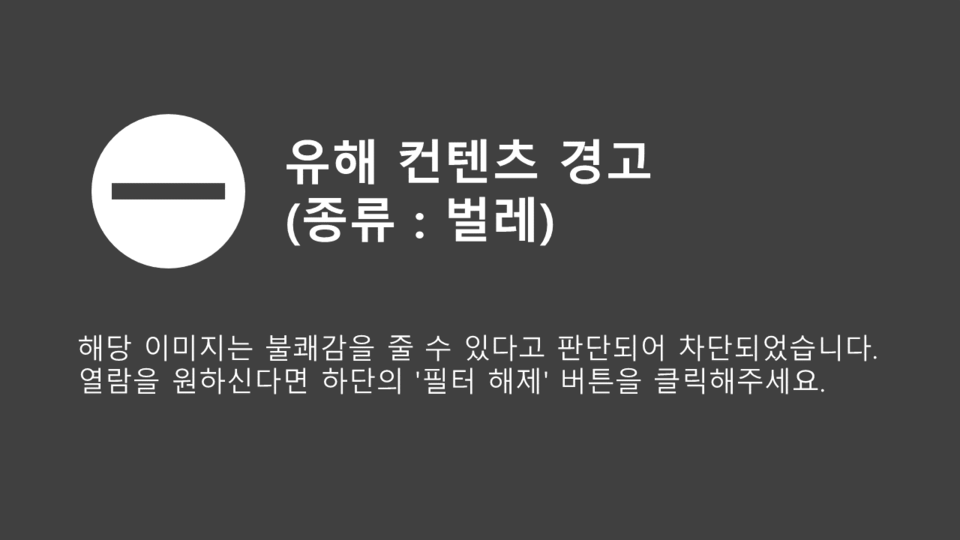 유해 컨텐츠 경고
(종류 : 벌레)
해당 이미지는 불쾌감을 줄 수 있다고 판단되어 차단되었습니다.
열람을 원하신다면 하단의 '필터 해제' 버튼을 클릭해주세요.